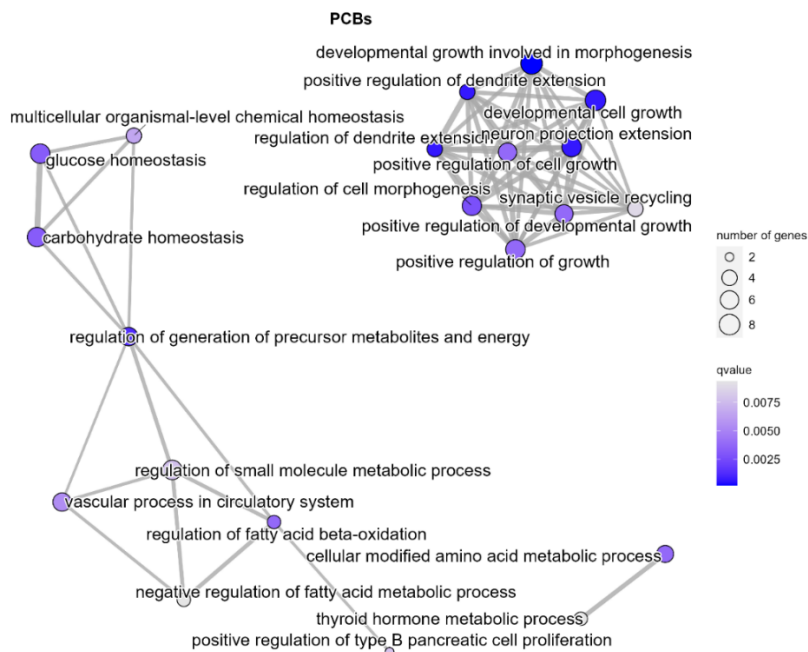 PCBs
developmental growth involved in morphogenesis
positive regulation of dendrite extension
multicellular organismal-level chemical homeostasis
developmental cell growth
regulation of dendrite extension
neuron projection extension
glucose homeostasis
positive regulation of cell growth
regulation of cell morphogenesis
synaptic vesicle recycling
positive regulation of developmental growth
carbohydrate homeostasis
positive regulation of growth
number of genes
2
4
6
8
regulation of generation of precursor metabolites and energy
qvalue
0.0075
0.0050
0.0025
regulation of small molecule metabolic process
vascular process in circulatory system
regulation of fatty acid beta-oxidation
cellular modified amino acid metabolic process
negative regulation of fatty acid metabolic process
thyroid hormone metabolic process
positive regulation of type B pancreatic cell proliferation